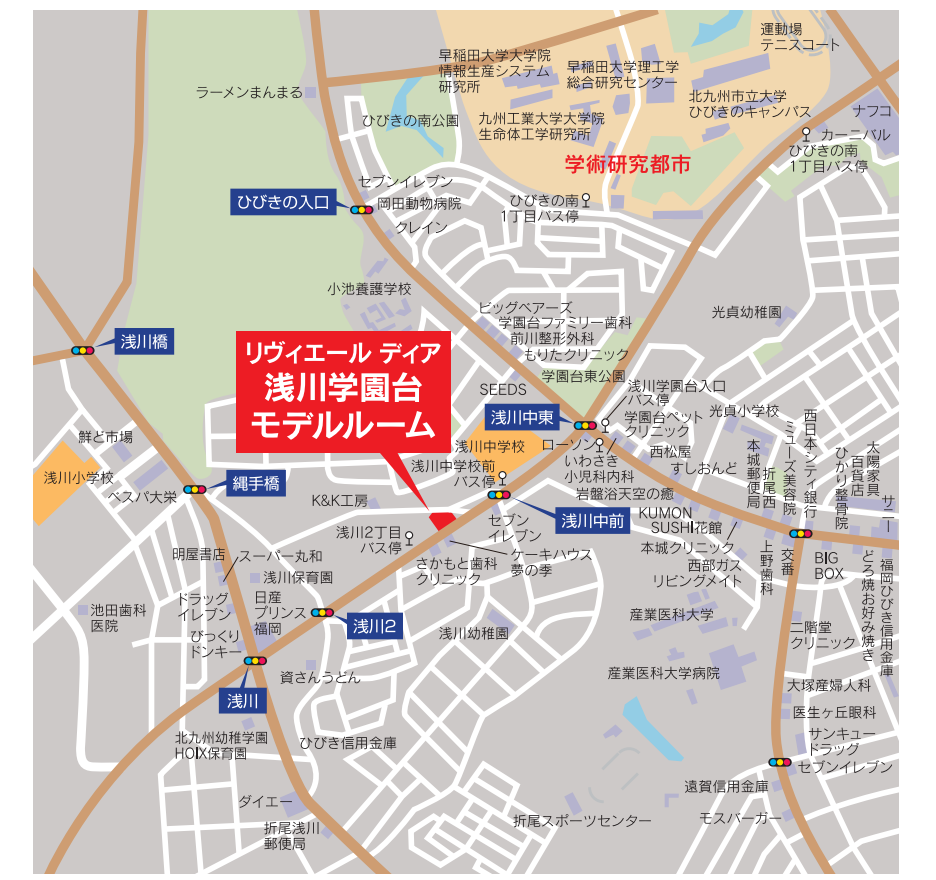 運動場
テニスコート
早稲田大学大学院
情報生産システム
研究所
早稲田大学理工学
総合研究センター
ラーメンまんまる
北九州市立大学
ひびきのキャンパス
ナフコ
ひびきの南公園
九州工業大学大学院
生命体工学研究所
カーニバル
ひびきの南
1丁目バス停
学術研究都市
セブンイレブン
ひびきの入口
岡田動物病院
ひびきの南
1丁目バス停
クレイン
小池養護学校
ビッグベアーズ
学園台ファミリー歯科
前川整形外科
もりたクリニック
光貞幼稚園
浅川橋
リヴィエール ディア
浅川学園台
モデルルーム
学園台東公園
SEEDS
浅川学園台入口
バス停
浅川中東
学園台ペット
クリニック
光貞小学校
鮮ど市場
浅川中学校
ローソン
西松屋
いわさき
小児科内科
すしおんど
本城
郵便局
折尾西
ミューズ美容院
西日本シティ銀行
ひかり整骨院
太陽家具
百貨店
サニー
浅川小学校
ベスパ大栄
縄手橋
浅川中学校前
バス停
岩盤浴天空の癒
K&K工房
浅川中前
KUMON
SUSHI花館
浅川2丁目
バス停
セブン
イレブン
本城クリニック
西部ガス
リビングメイト
上野歯科
交番
BIG
BOX
どろ焼お好み焼き
福岡ひびき信用金庫
明屋書店
スーパー丸和
さかもと歯科
クリニック
ケーキハウス
夢の季
浅川保育園
池田歯科
医院
ドラッグ
イレブン
日産
プリンス
福岡
浅川2
浅川幼稚園
産業医科大学
二階堂
クリニック
びっくり
ドンキー
資さんうどん
産業医科大学病院
浅川
大塚産婦人科
医生ヶ丘眼科
北九州幼稚学園
HOIX保育園
ひびき信用金庫
サンキュー
ドラッグ
セブンイレブン
遠賀信用金庫
ダイエー
モスバーガー
折尾浅川
郵便局
折尾スポーツセンター